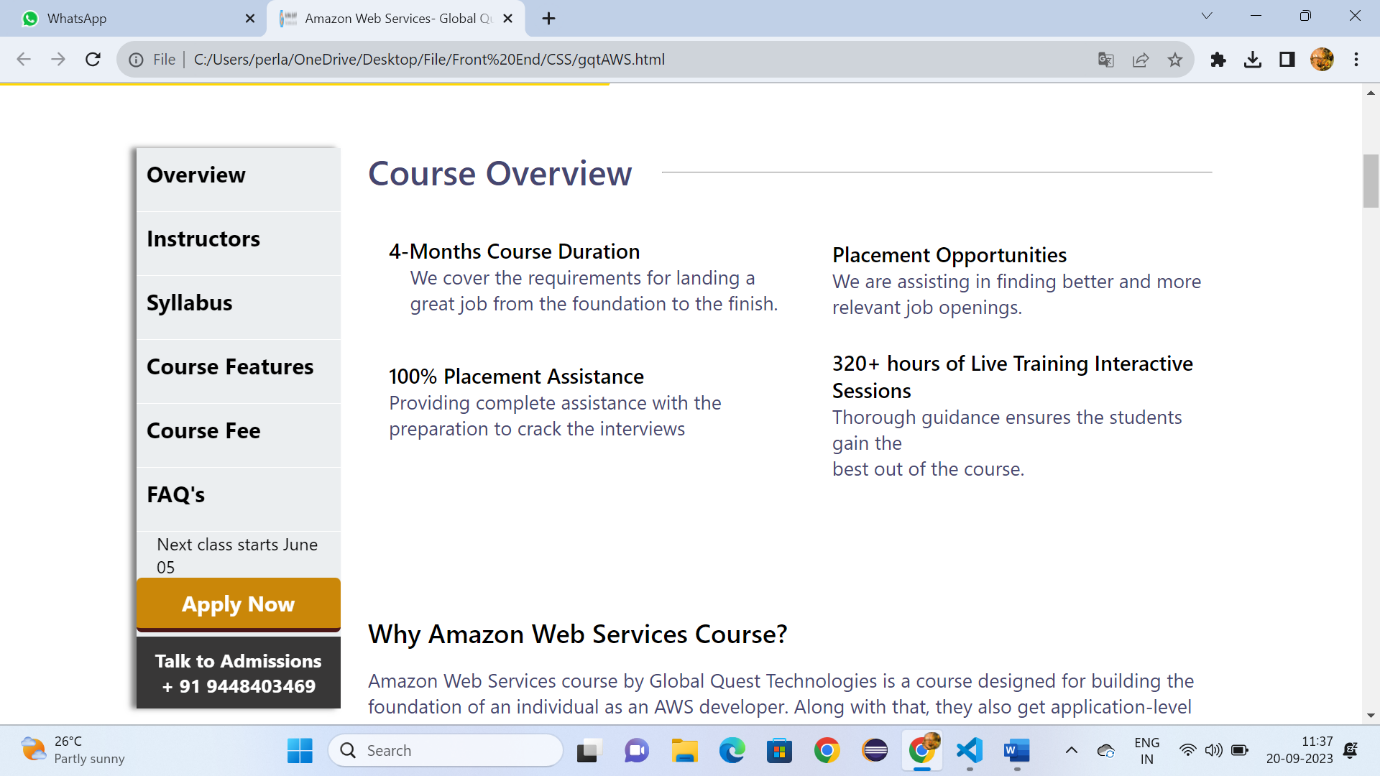 WhatsApp
Amazon Web Services- Global Qu
File
C:/Users/perla/OneDrive/Desktop/File/Front%20End/CSS/gqtAWS.html
Overview
Instructors
Syllabus
Course Features
Course Fee
FAQ's
Next class starts June
05
Apply Now
Talk to Admissions
+ 91 9448403469
Course Overview
4-Months Course Duration
We cover the requirements for landing a
great job from the foundation to the finish.
Placement Opportunities
We are assisting in finding better and more
relevant job openings.
100% Placement Assistance
Providing complete assistance with the
preparation to crack the interviews
320+ hours of Live Training Interactive
Sessions
Thorough guidance ensures the students
gain the
best out of the course.
Why Amazon Web Services Course?
Amazon Web Services course by Global Quest Technologies is a course designed for building the
foundation of an individual as an AWS developer. Along with that, they also get application-level
26°C
Partly sunny
Search
ENG
IN
11:37
20-09-2023